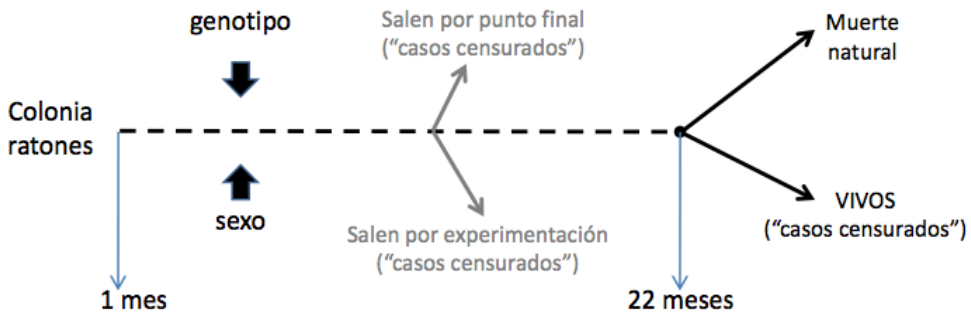 genotipo
Salen por punto final
(“casos censurados”)
Muerte
natural
Colonia
ratones
sexo
Salen por experimentación
(“casos censurados”)
VIVOS
(“casos censurados”)
1 mes
22 meses